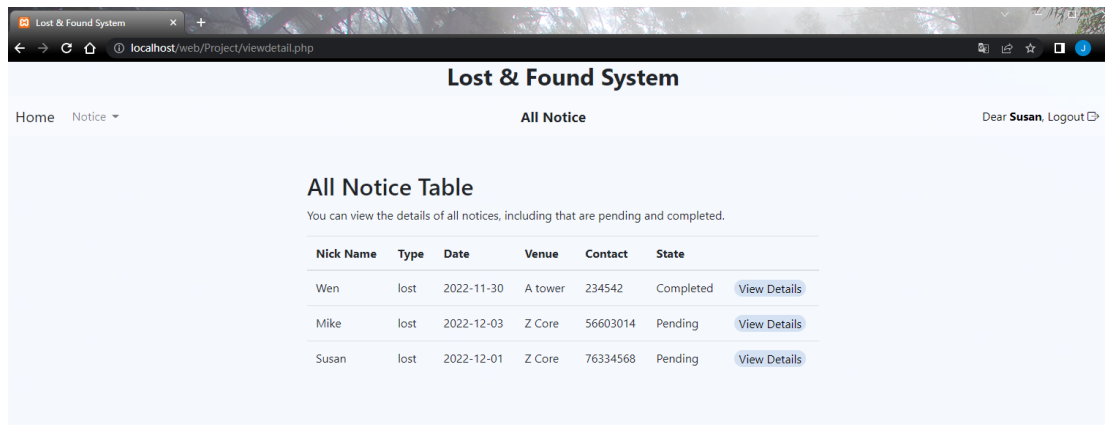 Lost & Found System
localhost/web/Project/viewdetail.php
J
Lost & Found System
Home Notice All Notice Dear Susan, Logout
All Notice Table
You can view the details of all notices, including that are pending and completed.
Nick Name Type Date Venue Contact State
Wen lost 2022-11-30 A tower 234542 Completed View Details
Mike lost 2022-12-03 Z Core 56603014 Pending View Details
Susan lost 2022-12-01 Z Core 76334568 Pending View Details